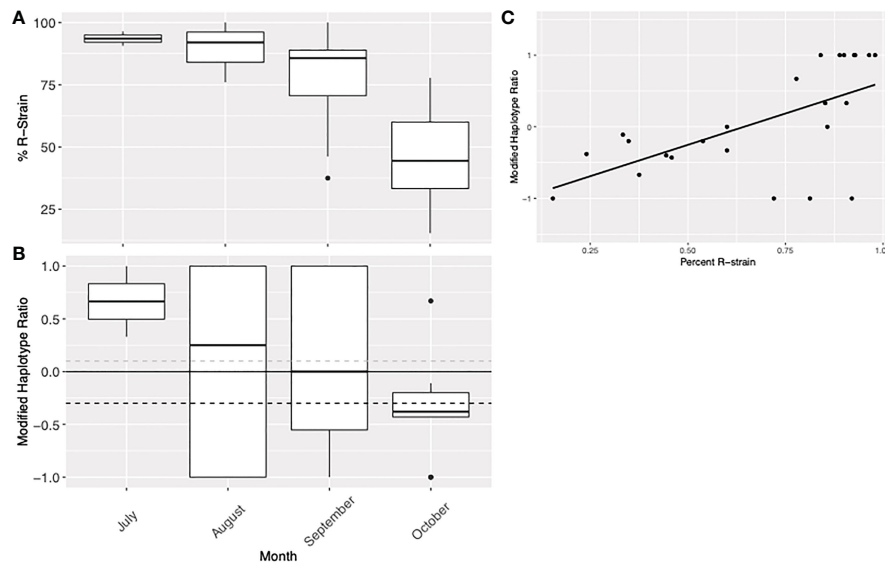 A
100
75
50
25
% R−Strain
B
1.0
0.5
0.0
−0.5
−1.0
Modified Haplotype Ratio
July
August
September
October
Month
C
1
0
−1
Modified Haplotype Ratio
0.25
0.50
0.75
1.0
Percent R−strain